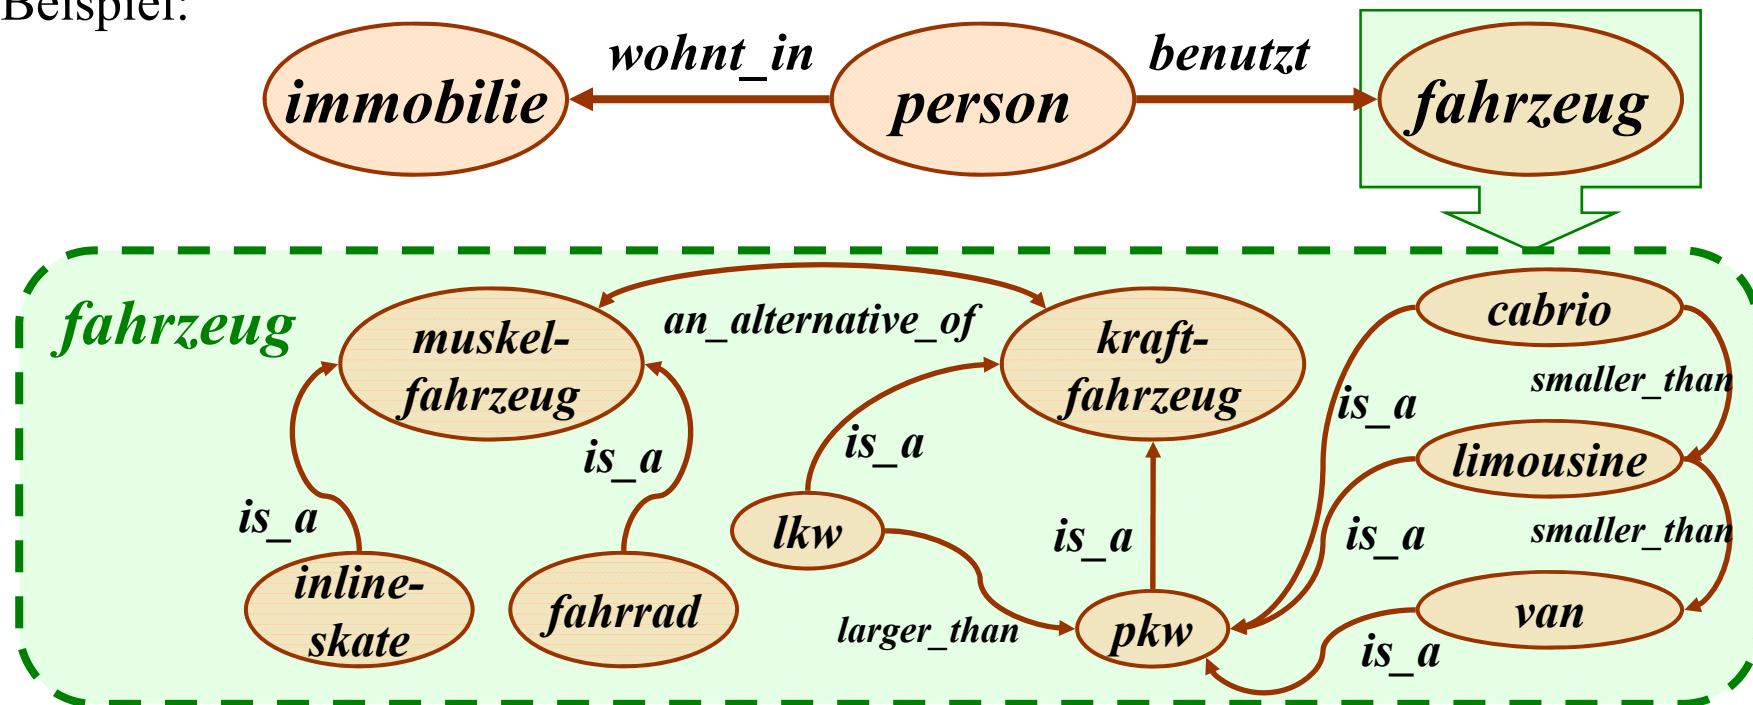 Beispiel:
wohnt_in
benutzt
immobilie
person
fahrzeug
fahrzeug
muskel-
fahrzeug
an_alternative_of
kraft-
fahrzeug
cabrio
smaller_than
is_a
limousine
is_a
is_a
is_a
lkw
is_a
is_a
smaller_than
inline-
skate
fahrrad
larger_than
pkw
van
is_a